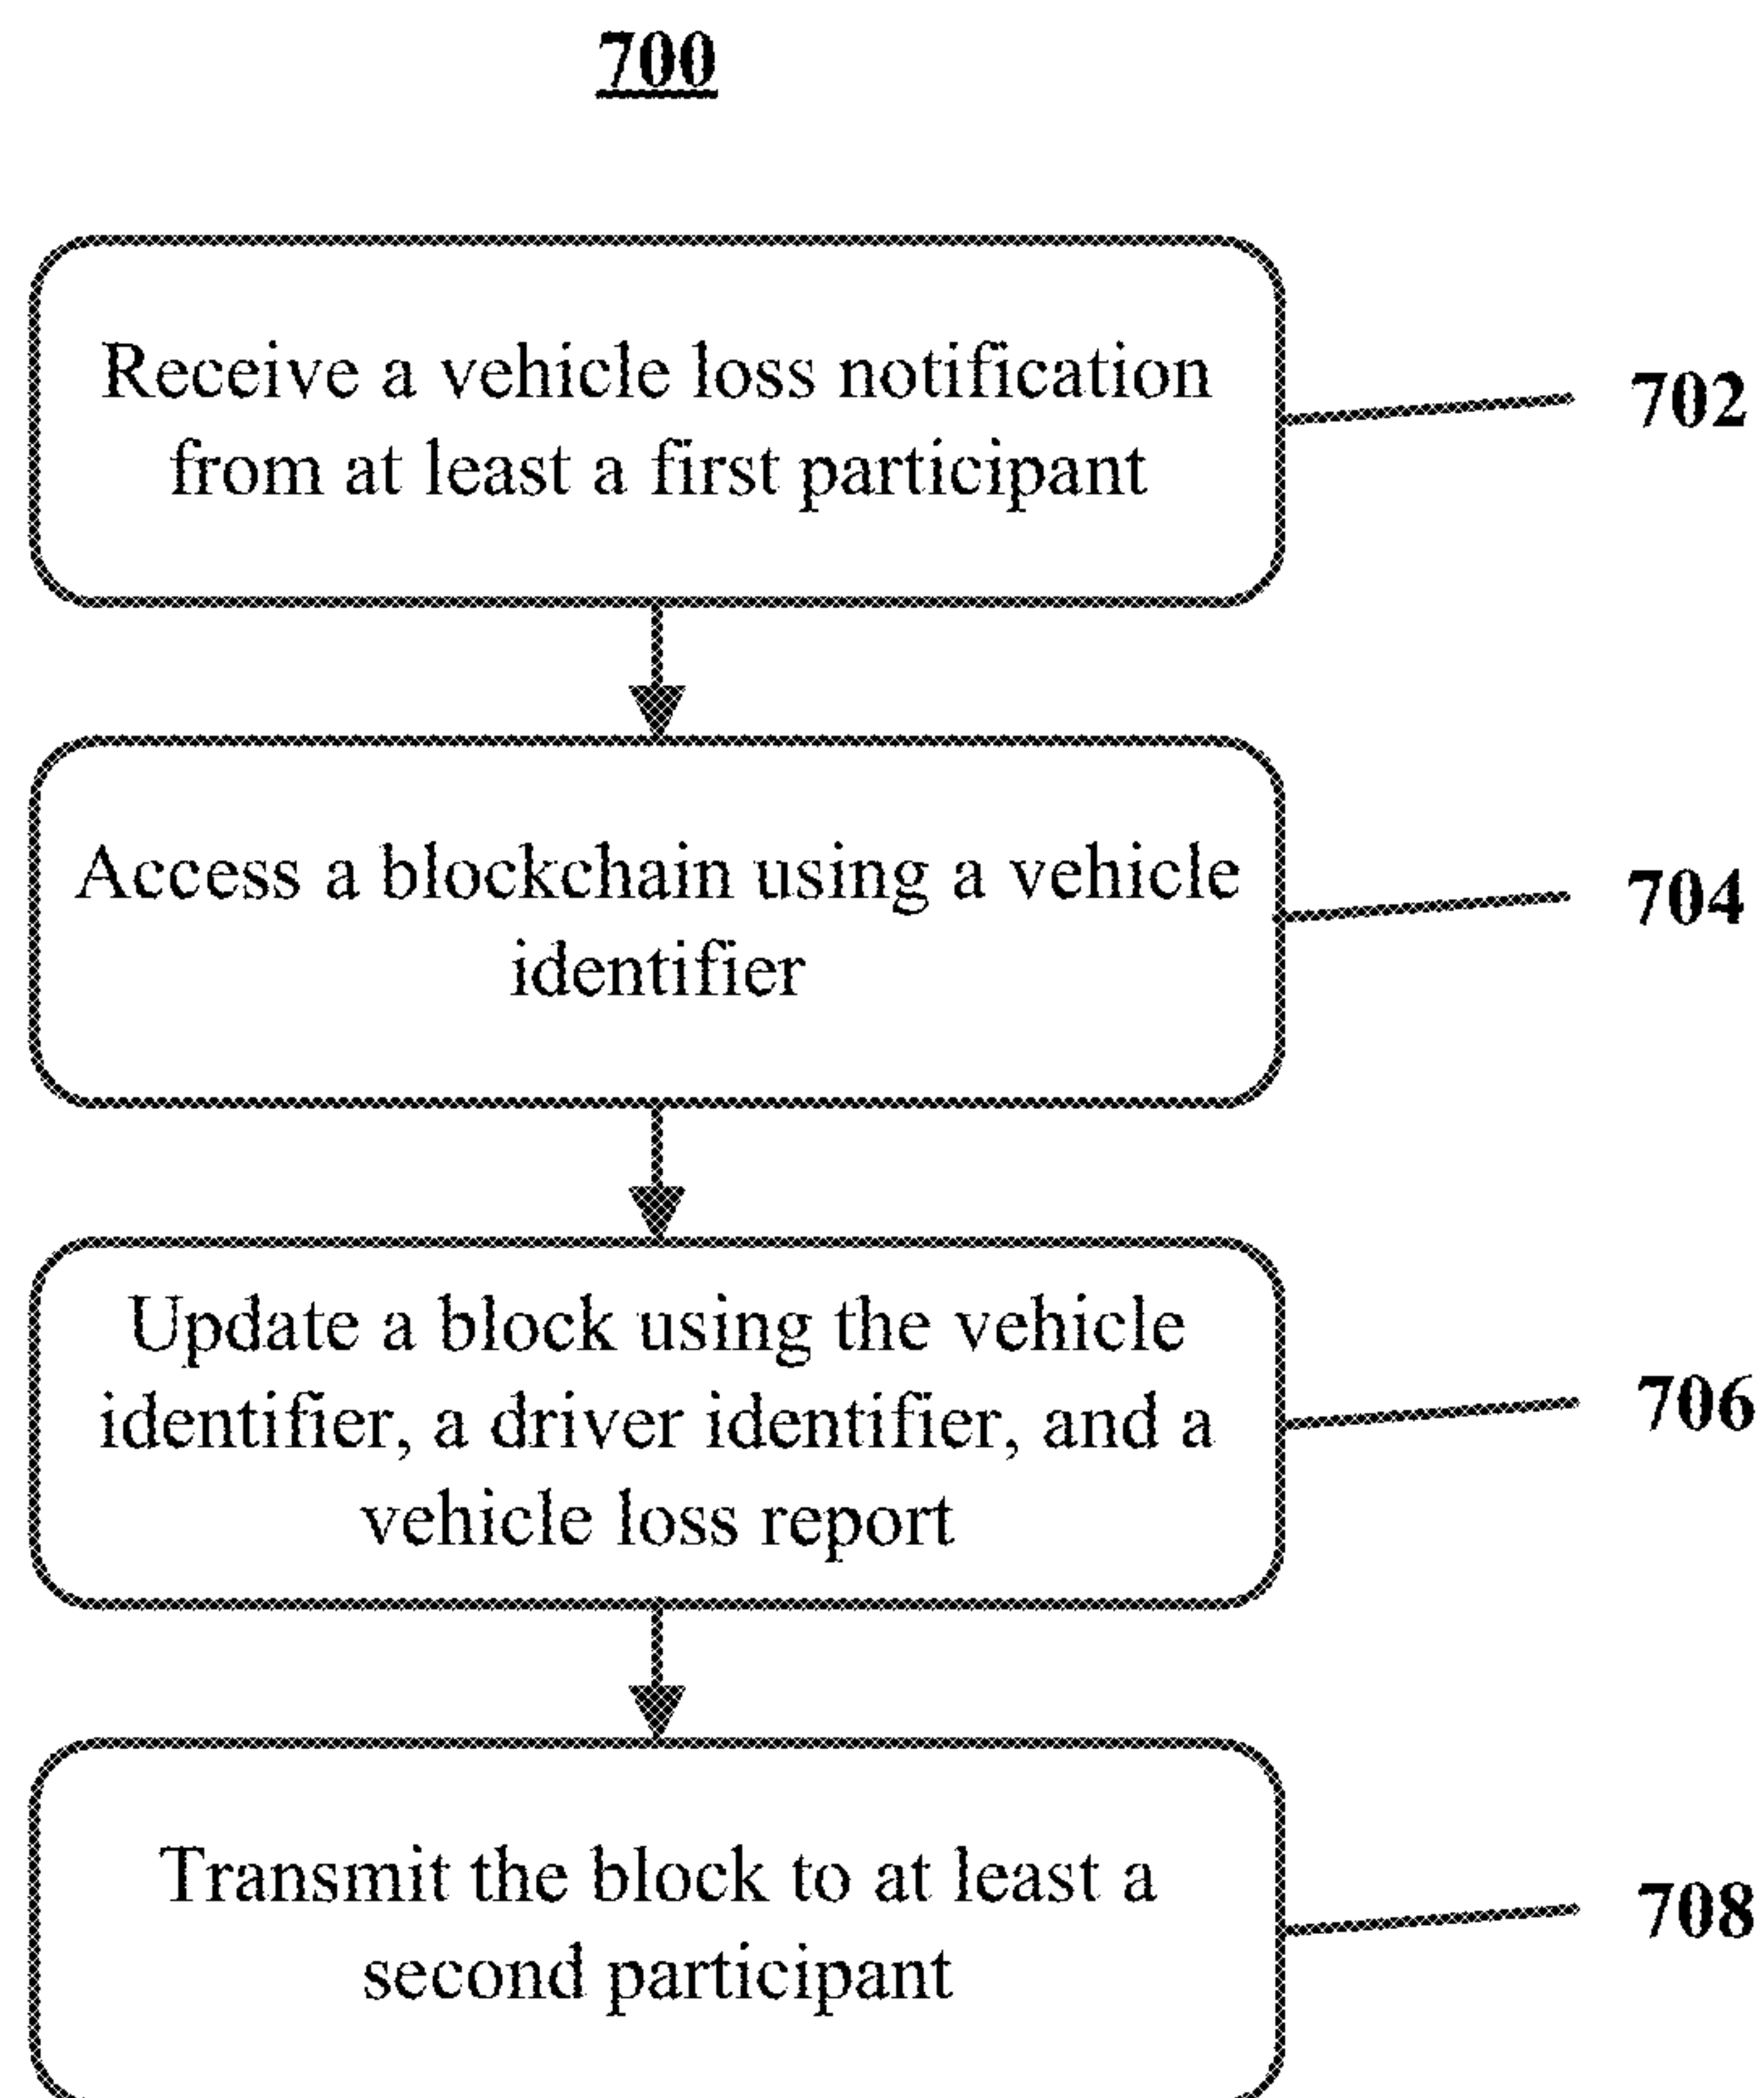 700
Receive a vehicle loss notification
from at least a first participant
702
Access a blockchain using a vehicle
identifier
704
Update a block using the vehicle
identifier, a driver identifier, and a
vehicle loss report
706
Transmit the block to at least a
second participant
708